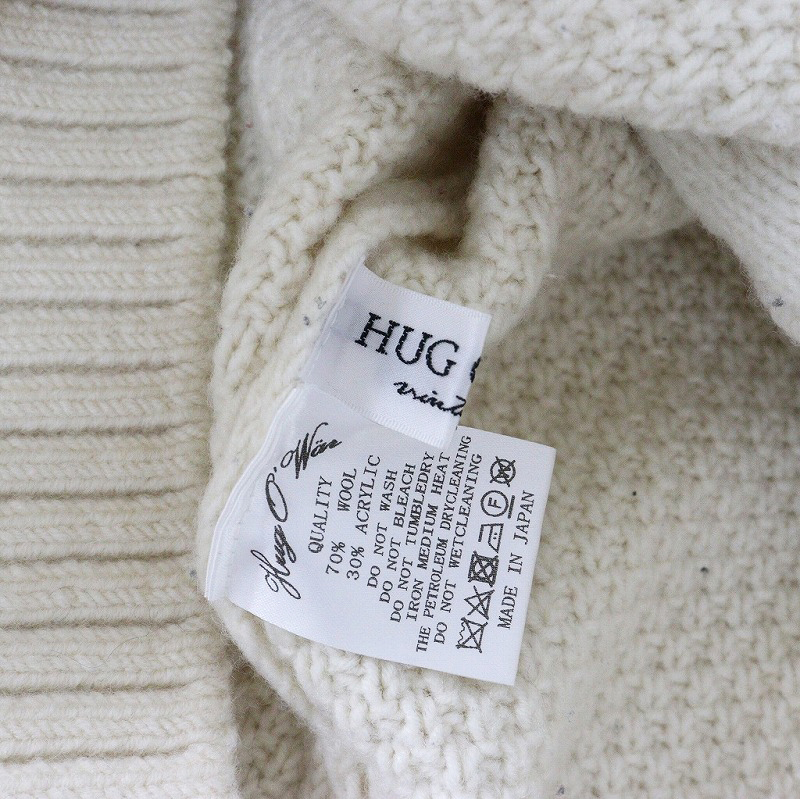 HUG
Hug O' Wär
QUALITY
70% WOOL
30% ACRYLIC
DO NOT WASH
DO NOT BLEACH
DO NOT TUMBLEDRY
IRON MEDIUM HEAT
THE PETROLEUM DRYCLEANING
DO NOT WETCLEANING
F
MADE IN JAPAN